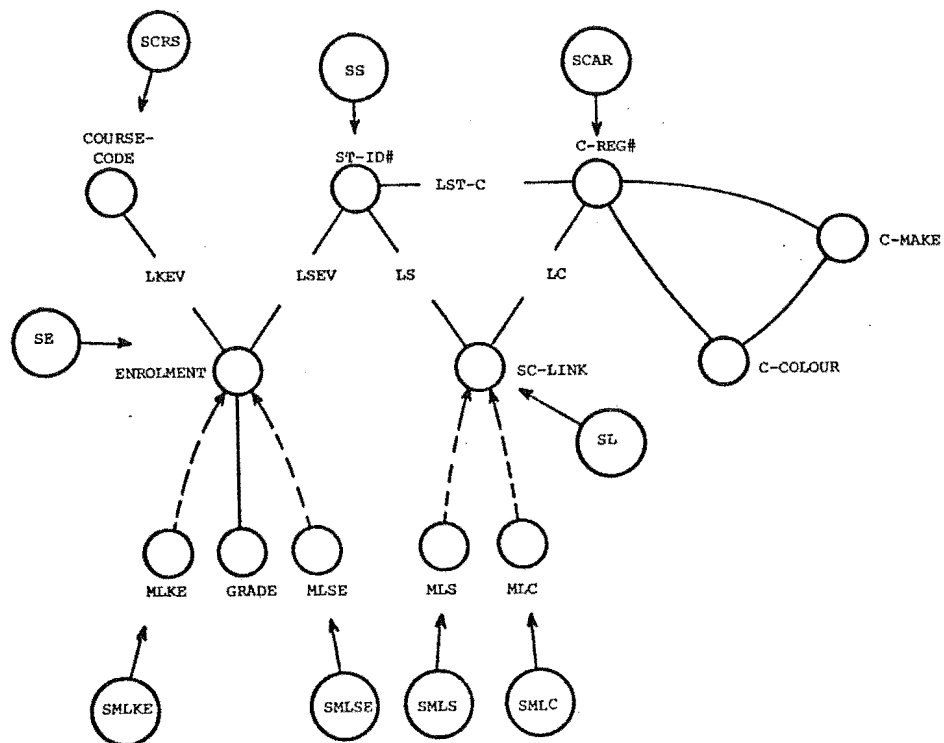 SCRS
SS
SCAR
COURSE-
CODE
ST-ID#
C-REG#
LST-C
C-MAKE
LKEV
LSEV
LS
LC
SE
ENROLMENT
SC-LINK
C-COLOUR
SL
MLKE
GRADE
MLSE
MLS
MLC
SMLKE
SMLSE
SMLS
SMLC